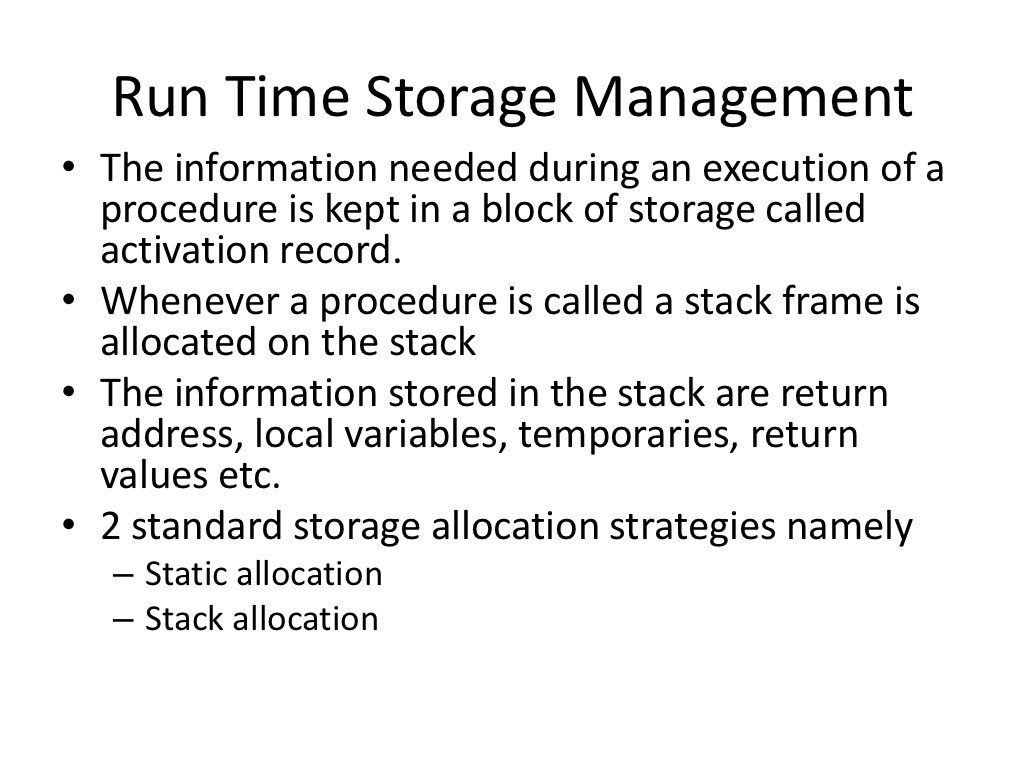 Run Time Storage Management
• The information needed during an execution of a
procedure is kept in a block of storage called
activation record.
• Whenever a procedure is called a stack frame is
allocated on the stack
• The information stored in the stack are return
address, local variables, temporaries, return
values etc.
• 2 standard storage allocation strategies namely
– Static allocation
– Stack allocation